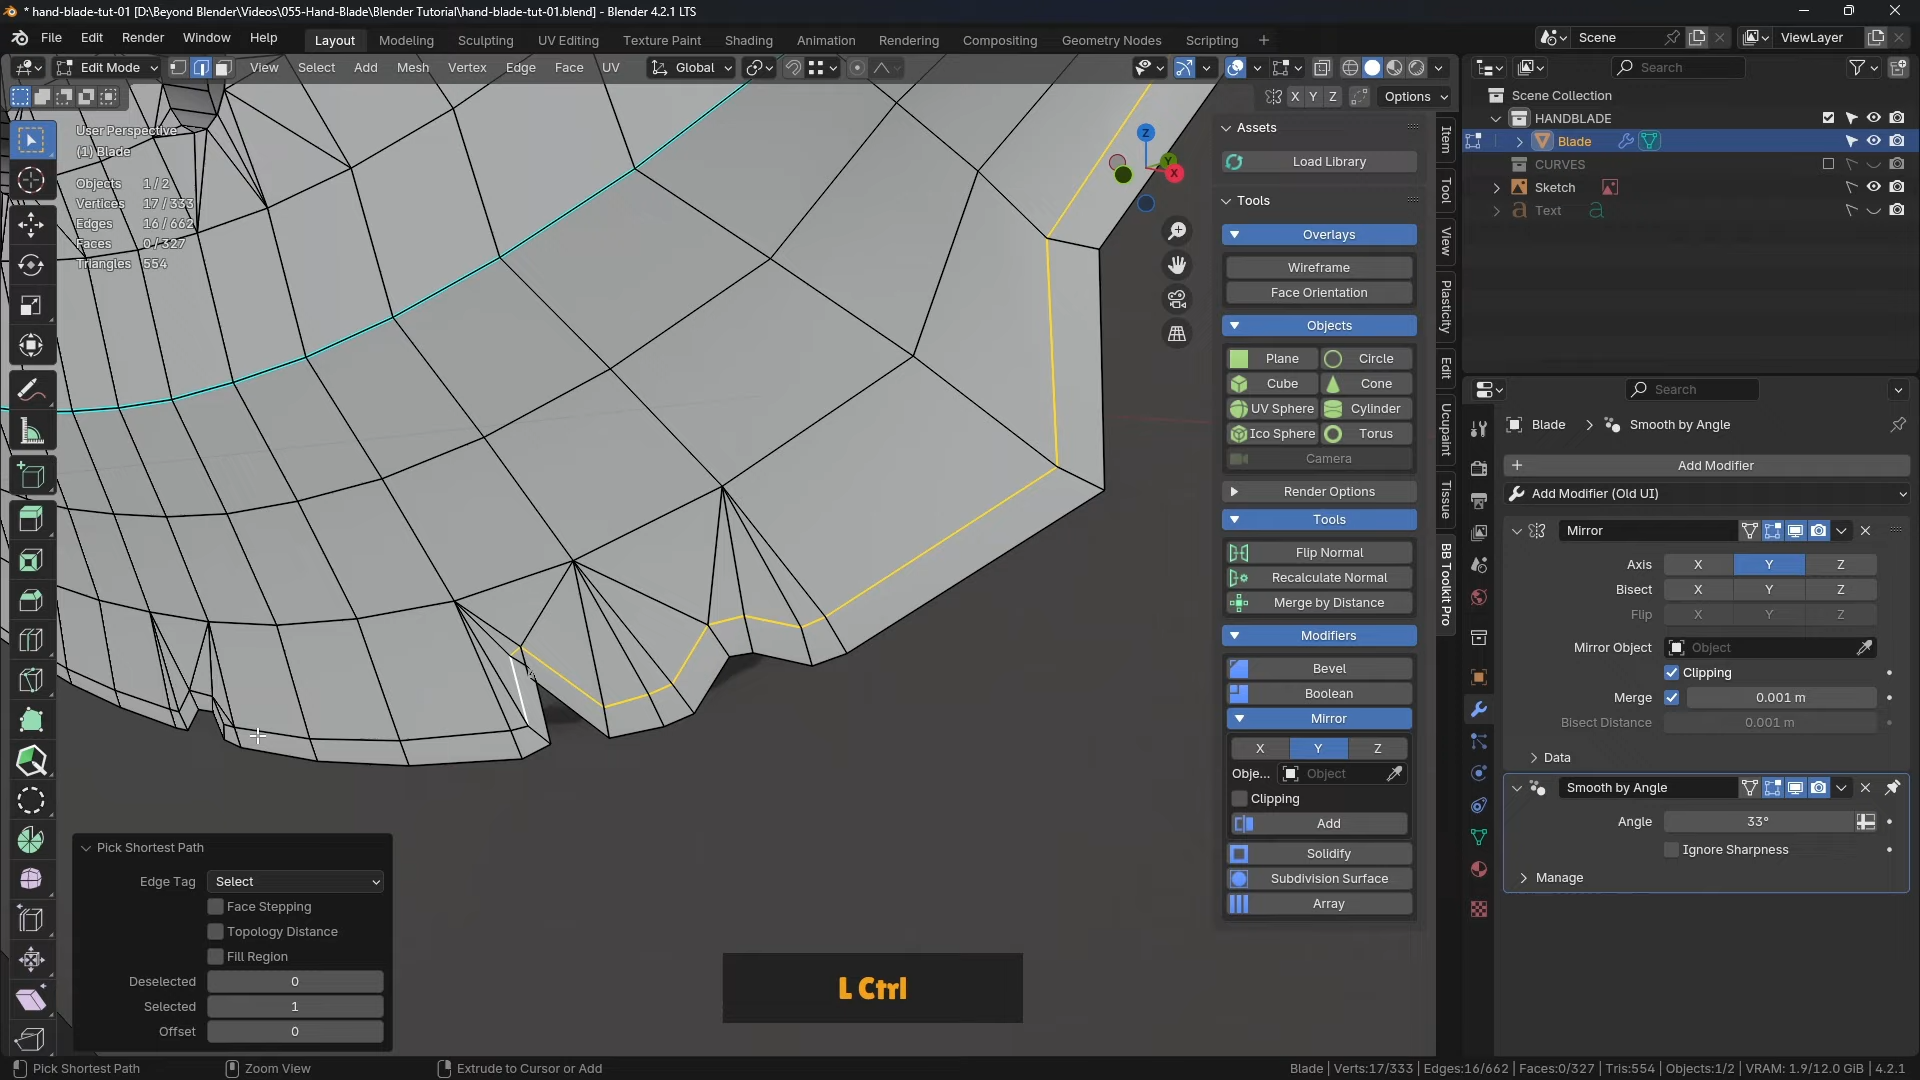 * hand-blade-tut-01 [D:\Beyond Blender\Videos\055-Hand-Blade\Blender Tutorial\hand-blade-tut-01.blend] - Blender 4.2.1 LTS
File Edit Render Window Help Layout Modeling Sculpting UV Editing Texture Paint Shading Animation Rendering Compositing Geometry Nodes Scripting + Scene ViewLayer
Edit Mode View Select Add Mesh Vertex Edge Face UV Global Search
X Y Z Options
User Perspective
(1) Blade
Objects 1/2
Vertices 17/333
Edges 16/662
Faces 0/327
Triangles 554
Z
Y
X
Assets
Load Library
Tools
Overlays
Wireframe
Face Orientation
Objects
Plane Circle
Cube Cone
UV Sphere Cylinder
Ico Sphere Torus
Camera
Render Options
Tools
Flip Normal
Recalculate Normal
Merge by Distance
Modifiers
Bevel
Boolean
Mirror
X Y Z
Obje... Object
Clipping
Add
Solidify
Subdivision Surface
Array
Item
Tool
View
Plasticity
Edit
Ucupaint
Tissue
BB Toolkit Pro
Scene Collection
HANDBLADE
Blade
CURVES
Sketch
Text
Search
Blade Smooth by Angle
+ Add Modifier
Add Modifier (Old UI)
Mirror
Axis X Y Z
Bisect X Y Z
Flip X Y Z
Mirror Object Object
Clipping
Merge 0.001 m
Bisect Distance 0.001 m
Data
Smooth by Angle
Angle 33°
Ignore Sharpness
Manage
Pick Shortest Path
Edge Tag Select
Face Stepping
Topology Distance
Fill Region
Deselected 0
Selected 1
Offset 0
L Ctrl
Pick Shortest Path Zoom View Extrude to Cursor or Add Blade | Verts:17/333 | Edges:16/662 | Faces:0/327 | Tris:554 | Objects:1/2 | VRAM: 1.9/12.0 GiB | 4.2.1